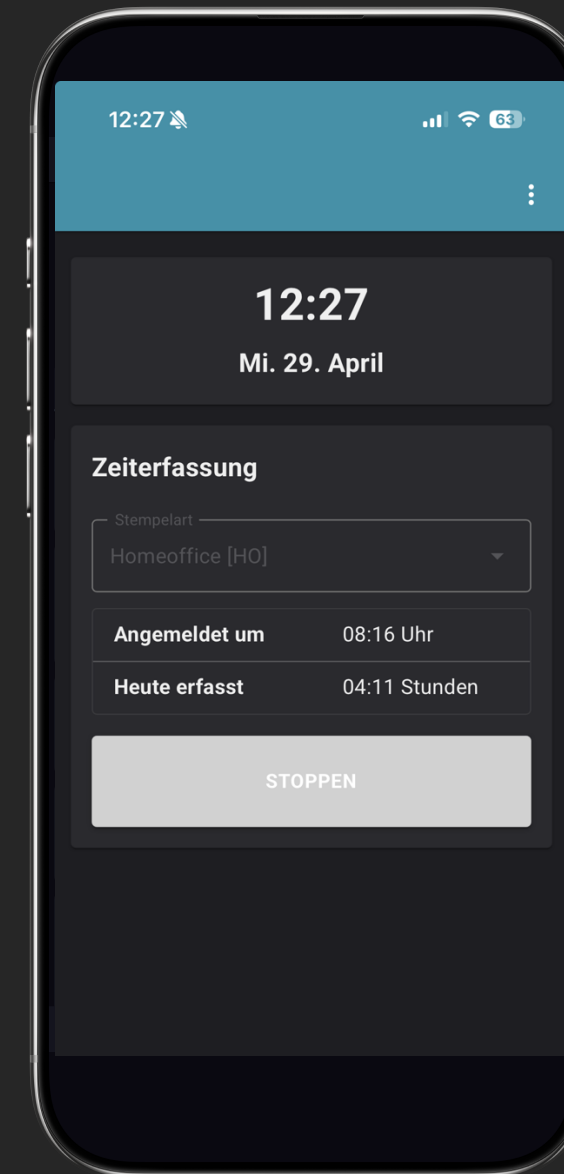 12:27
63
12:27
Mi. 29. April
Zeiterfassung
Stempelart
Homeoffice [HO]
Angemeldet um 08:16 Uhr
Heute erfasst 04:11 Stunden
STOPPEN